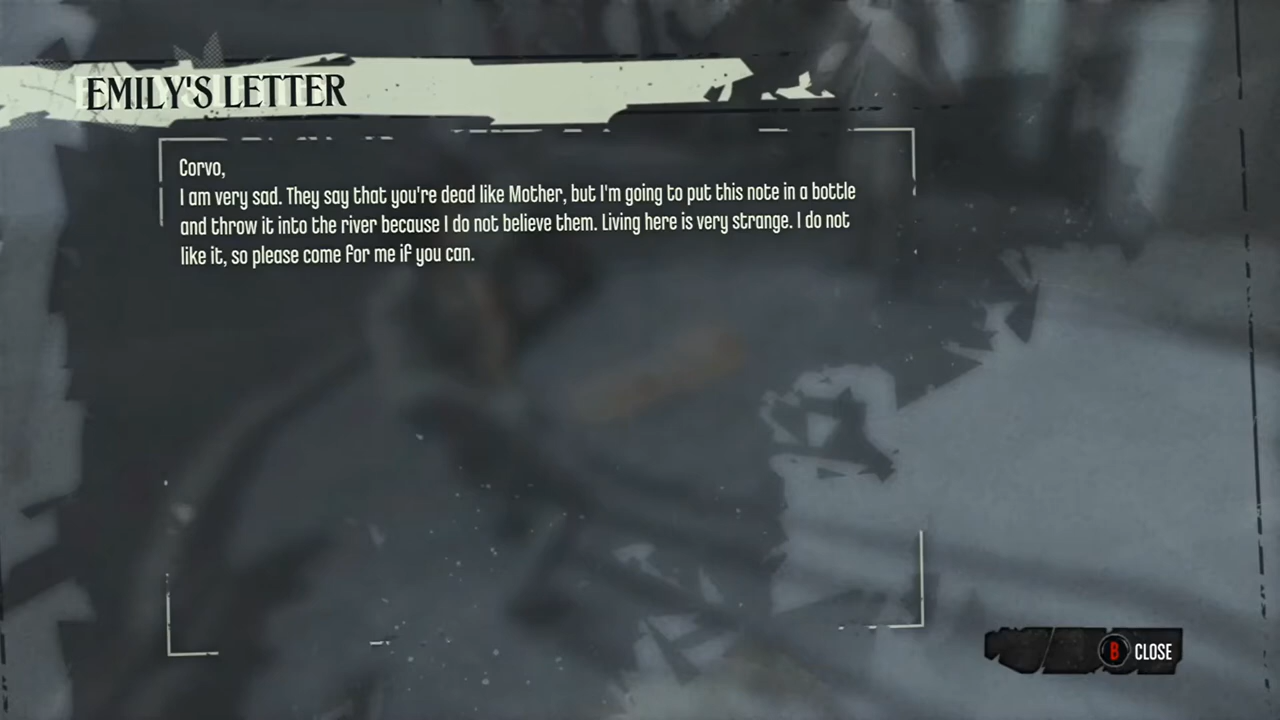 EMILY'S LETTER
Corvo,
I am very sad. They say that you're dead like Mother, but I'm going to put this note in a bottle
and throw it into the river because I do not believe them. Living here is very strange. I do not
like it, so please come for me if you can.
B CLOSE